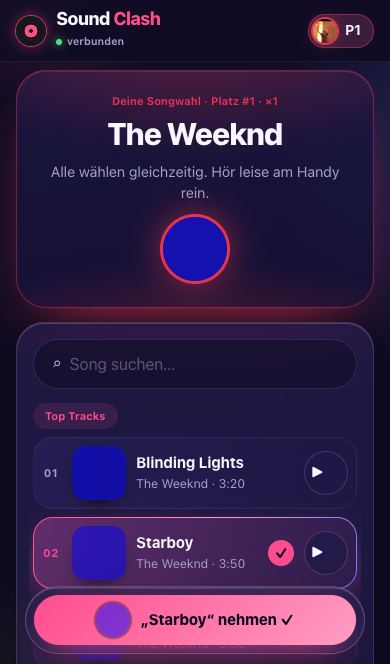 Sound Clash
verbunden
P1
Deine Songwahl · Platz #1 · ×1
The Weeknd
Alle wählen gleichzeitig. Hör leise am Handy
rein.
Song suchen...
Top Tracks
01
Blinding Lights
The Weeknd · 3:20
02
Starboy
The Weeknd · 3:50
„Starboy“ nehmen ✓